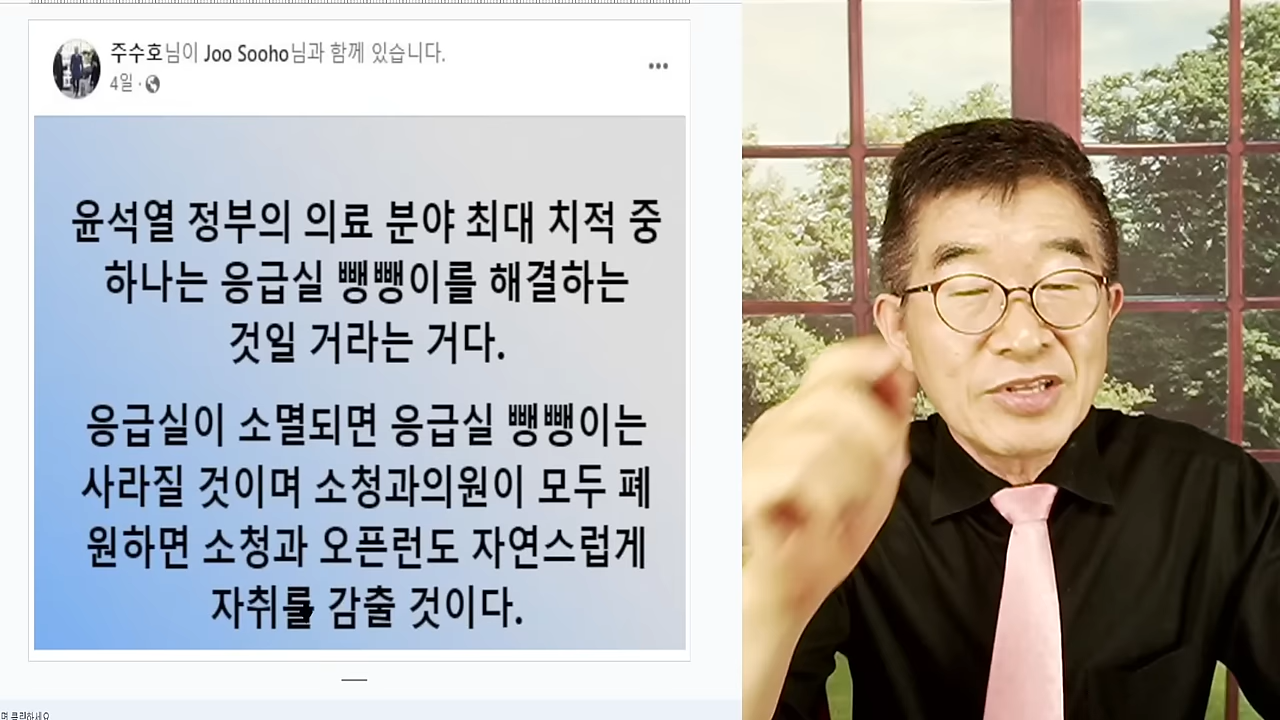 주수호님이 Joo Sooho님과 함께 있습니다.
4일 ·
윤석열 정부의 의료 분야 최대 치적 중
하나는 응급실 뺑뺑이를 해결하는
것일 거라는 거다.
응급실이 소멸되면 응급실 뺑뺑이는
사라질 것이며 소청과의원이 모두 폐
원하면 소청과 오픈런도 자연스럽게
자취를 감출 것이다.